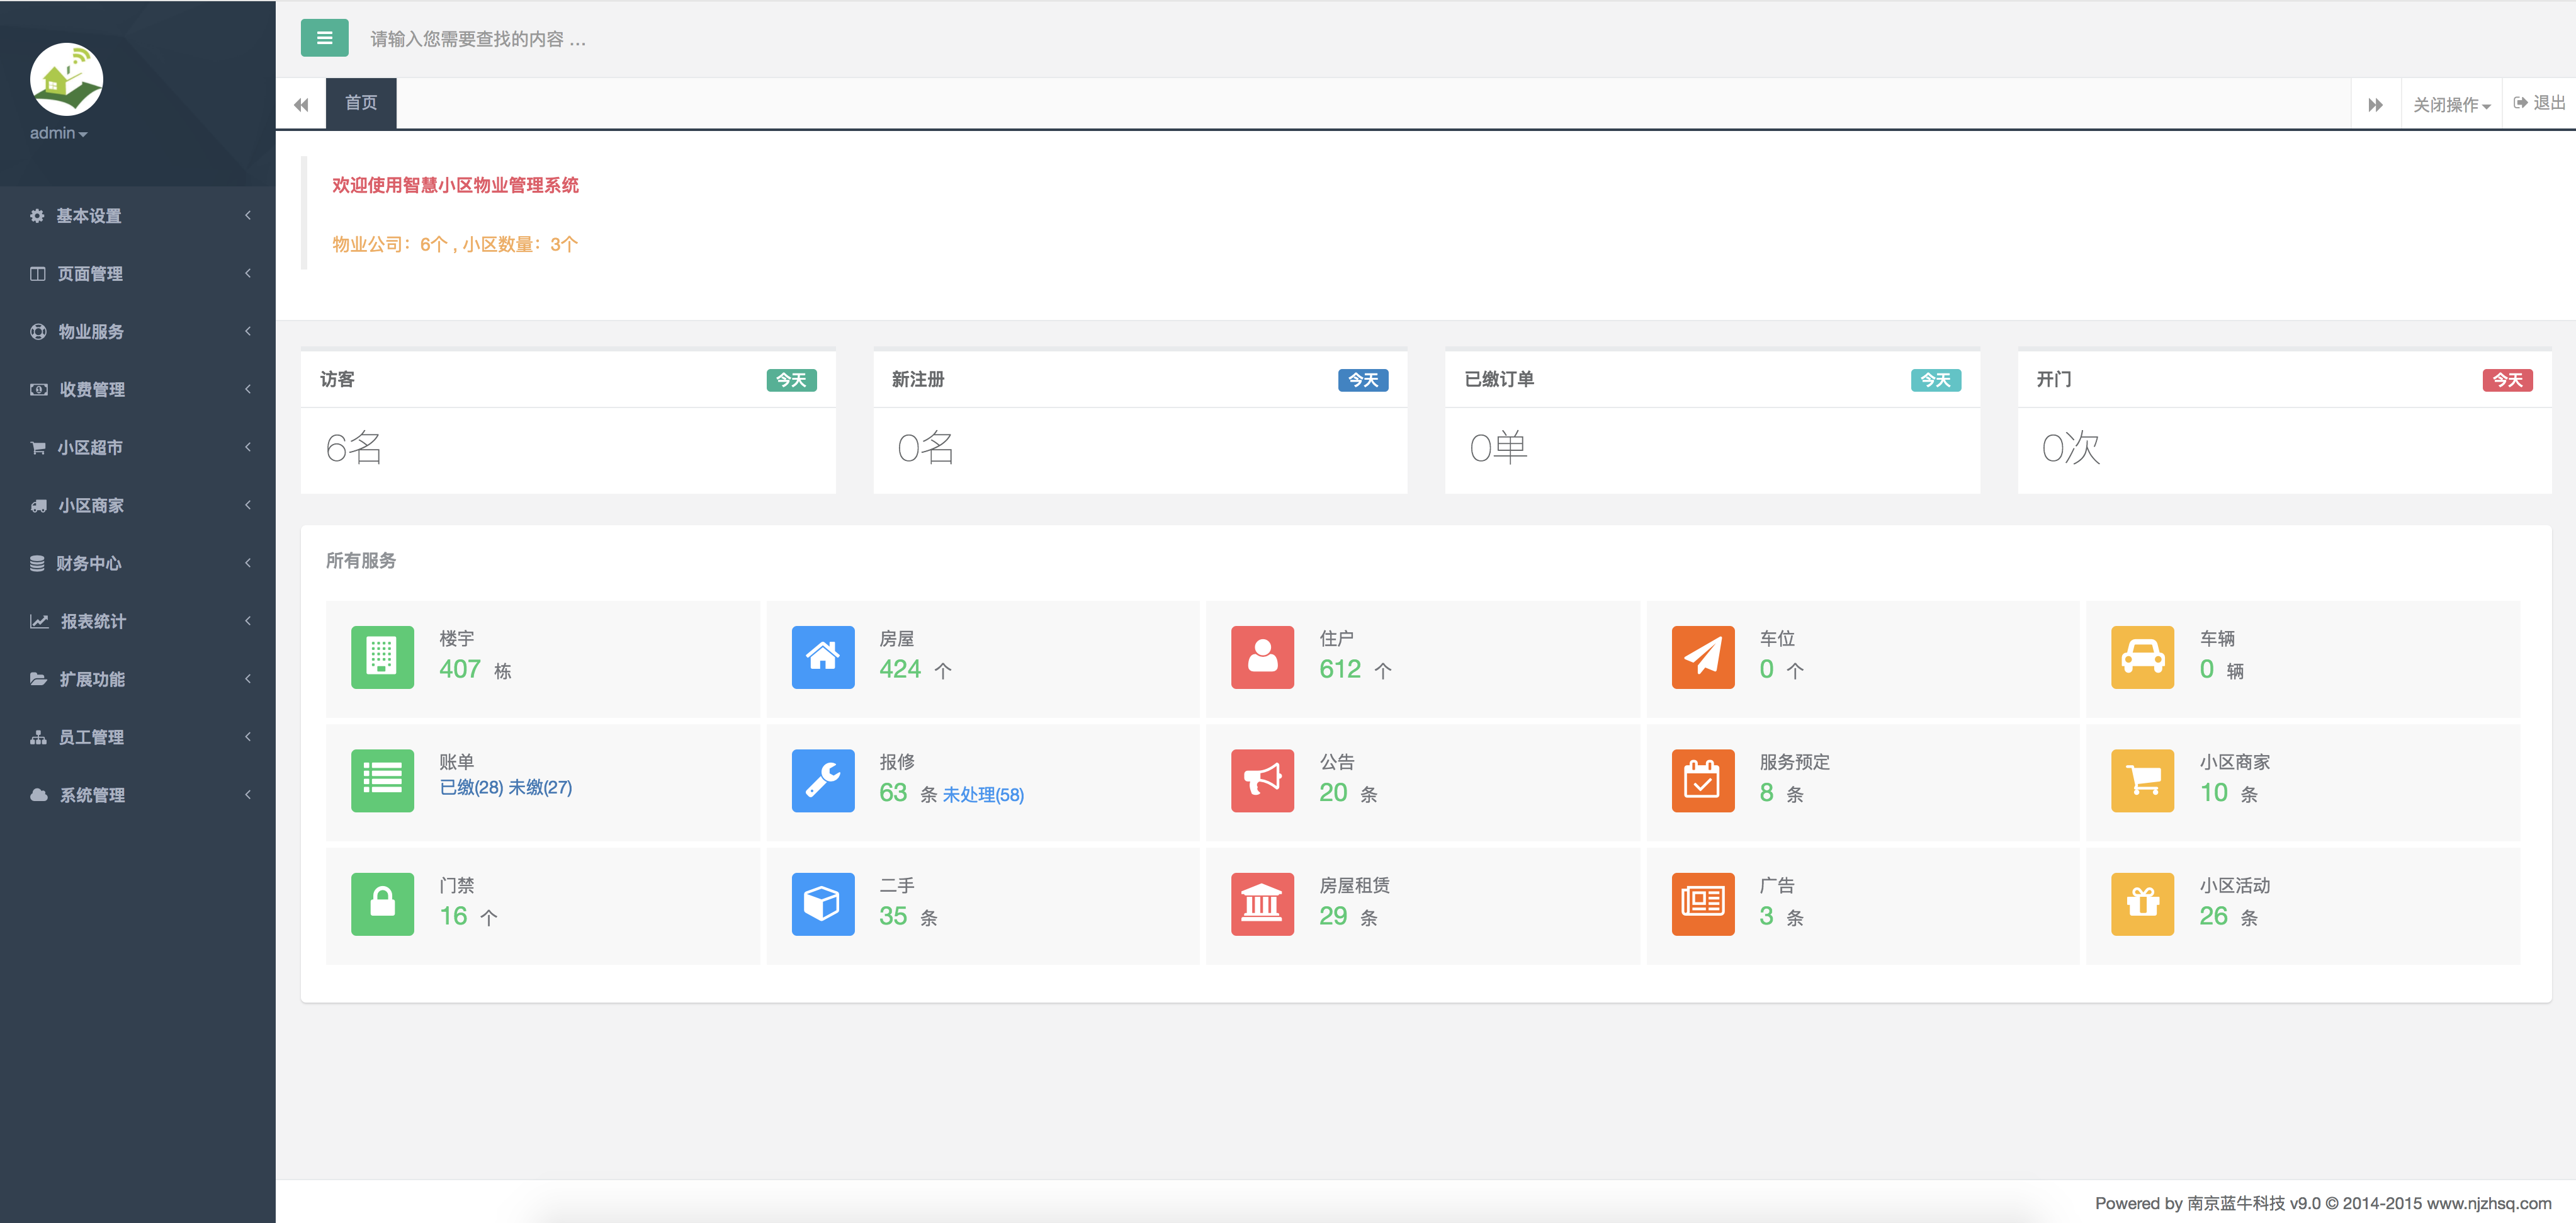 请输入您需要查找的内容 ...
admin
首页
关闭操作
退出
基本设置
页面管理
物业服务
收费管理
小区超市
小区商家
财务中心
报表统计
扩展功能
员工管理
系统管理
欢迎使用智慧小区物业管理系统
物业公司：6个 , 小区数量：3个
访客 今天
6名
新注册 今天
0名
已缴订单 今天
0单
开门 今天
0次
所有服务
楼宇
407 栋
房屋
424 个
住户
612 个
车位
0 个
车辆
0 辆
账单
已缴(28) 未缴(27)
报修
63 条 未处理(58)
公告
20 条
服务预定
8 条
小区商家
10 条
门禁
16 个
二手
35 条
房屋租赁
29 条
广告
3 条
小区活动
26 条
Powered by 南京蓝牛科技 v9.0 © 2014-2015 www.njzhsq.com